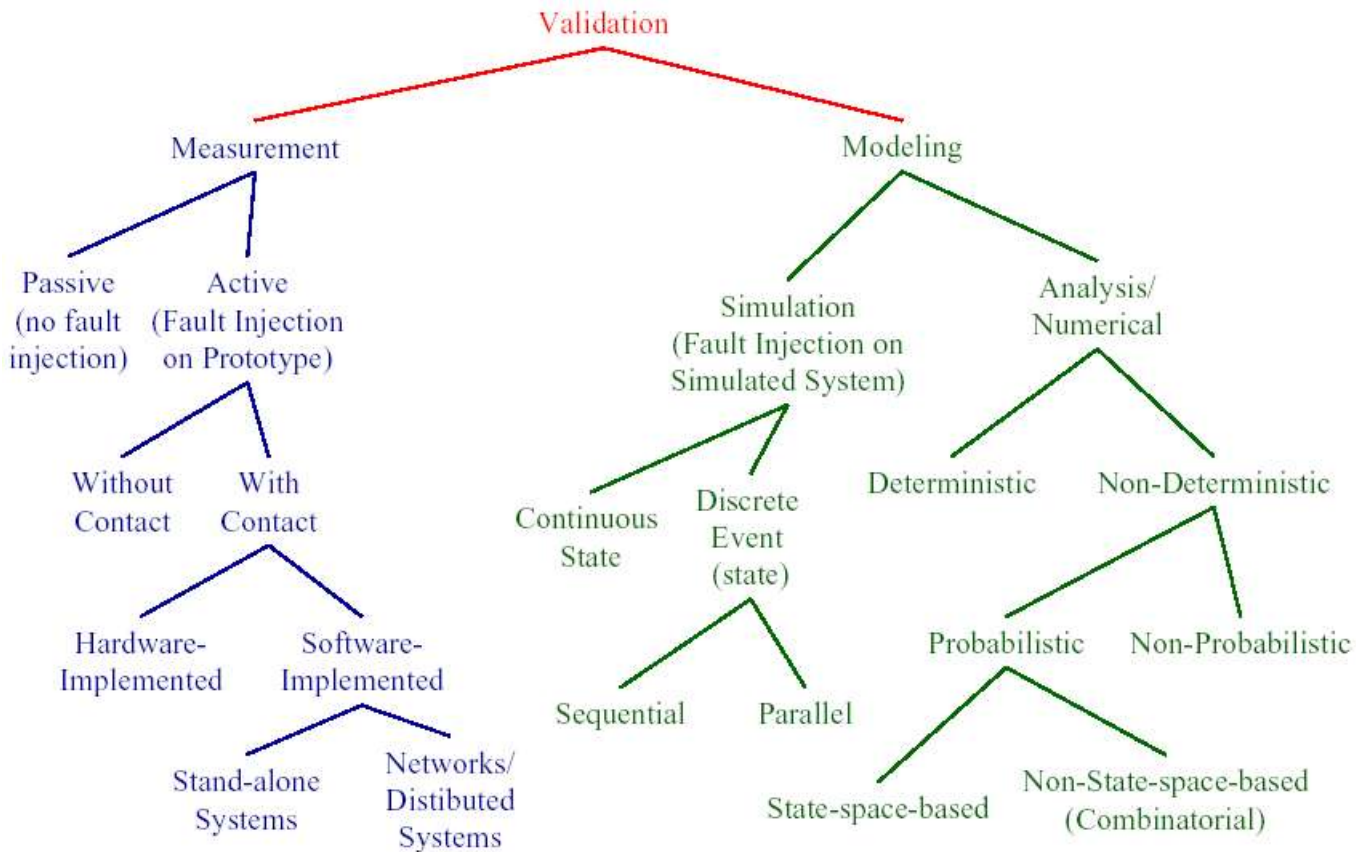 Validation
Measurement
Modeling
Passive
(no fault
injection)
Active
(Fault Injection
on Prototype)
Simulation
(Fault Injection on
Simulated System)
Analysis/
Numerical
Without
Contact
With
Contact
Continuous
State
Discrete
Event
(state)
Deterministic
Non-Deterministic
Hardware-
Implemented
Software-
Implemented
Sequential
Parallel
Probabilistic
Non-Probabilistic
Stand-alone
Systems
Networks/
Distibuted
Systems
State-space-based
Non-State-space-based
(Combinatorial)